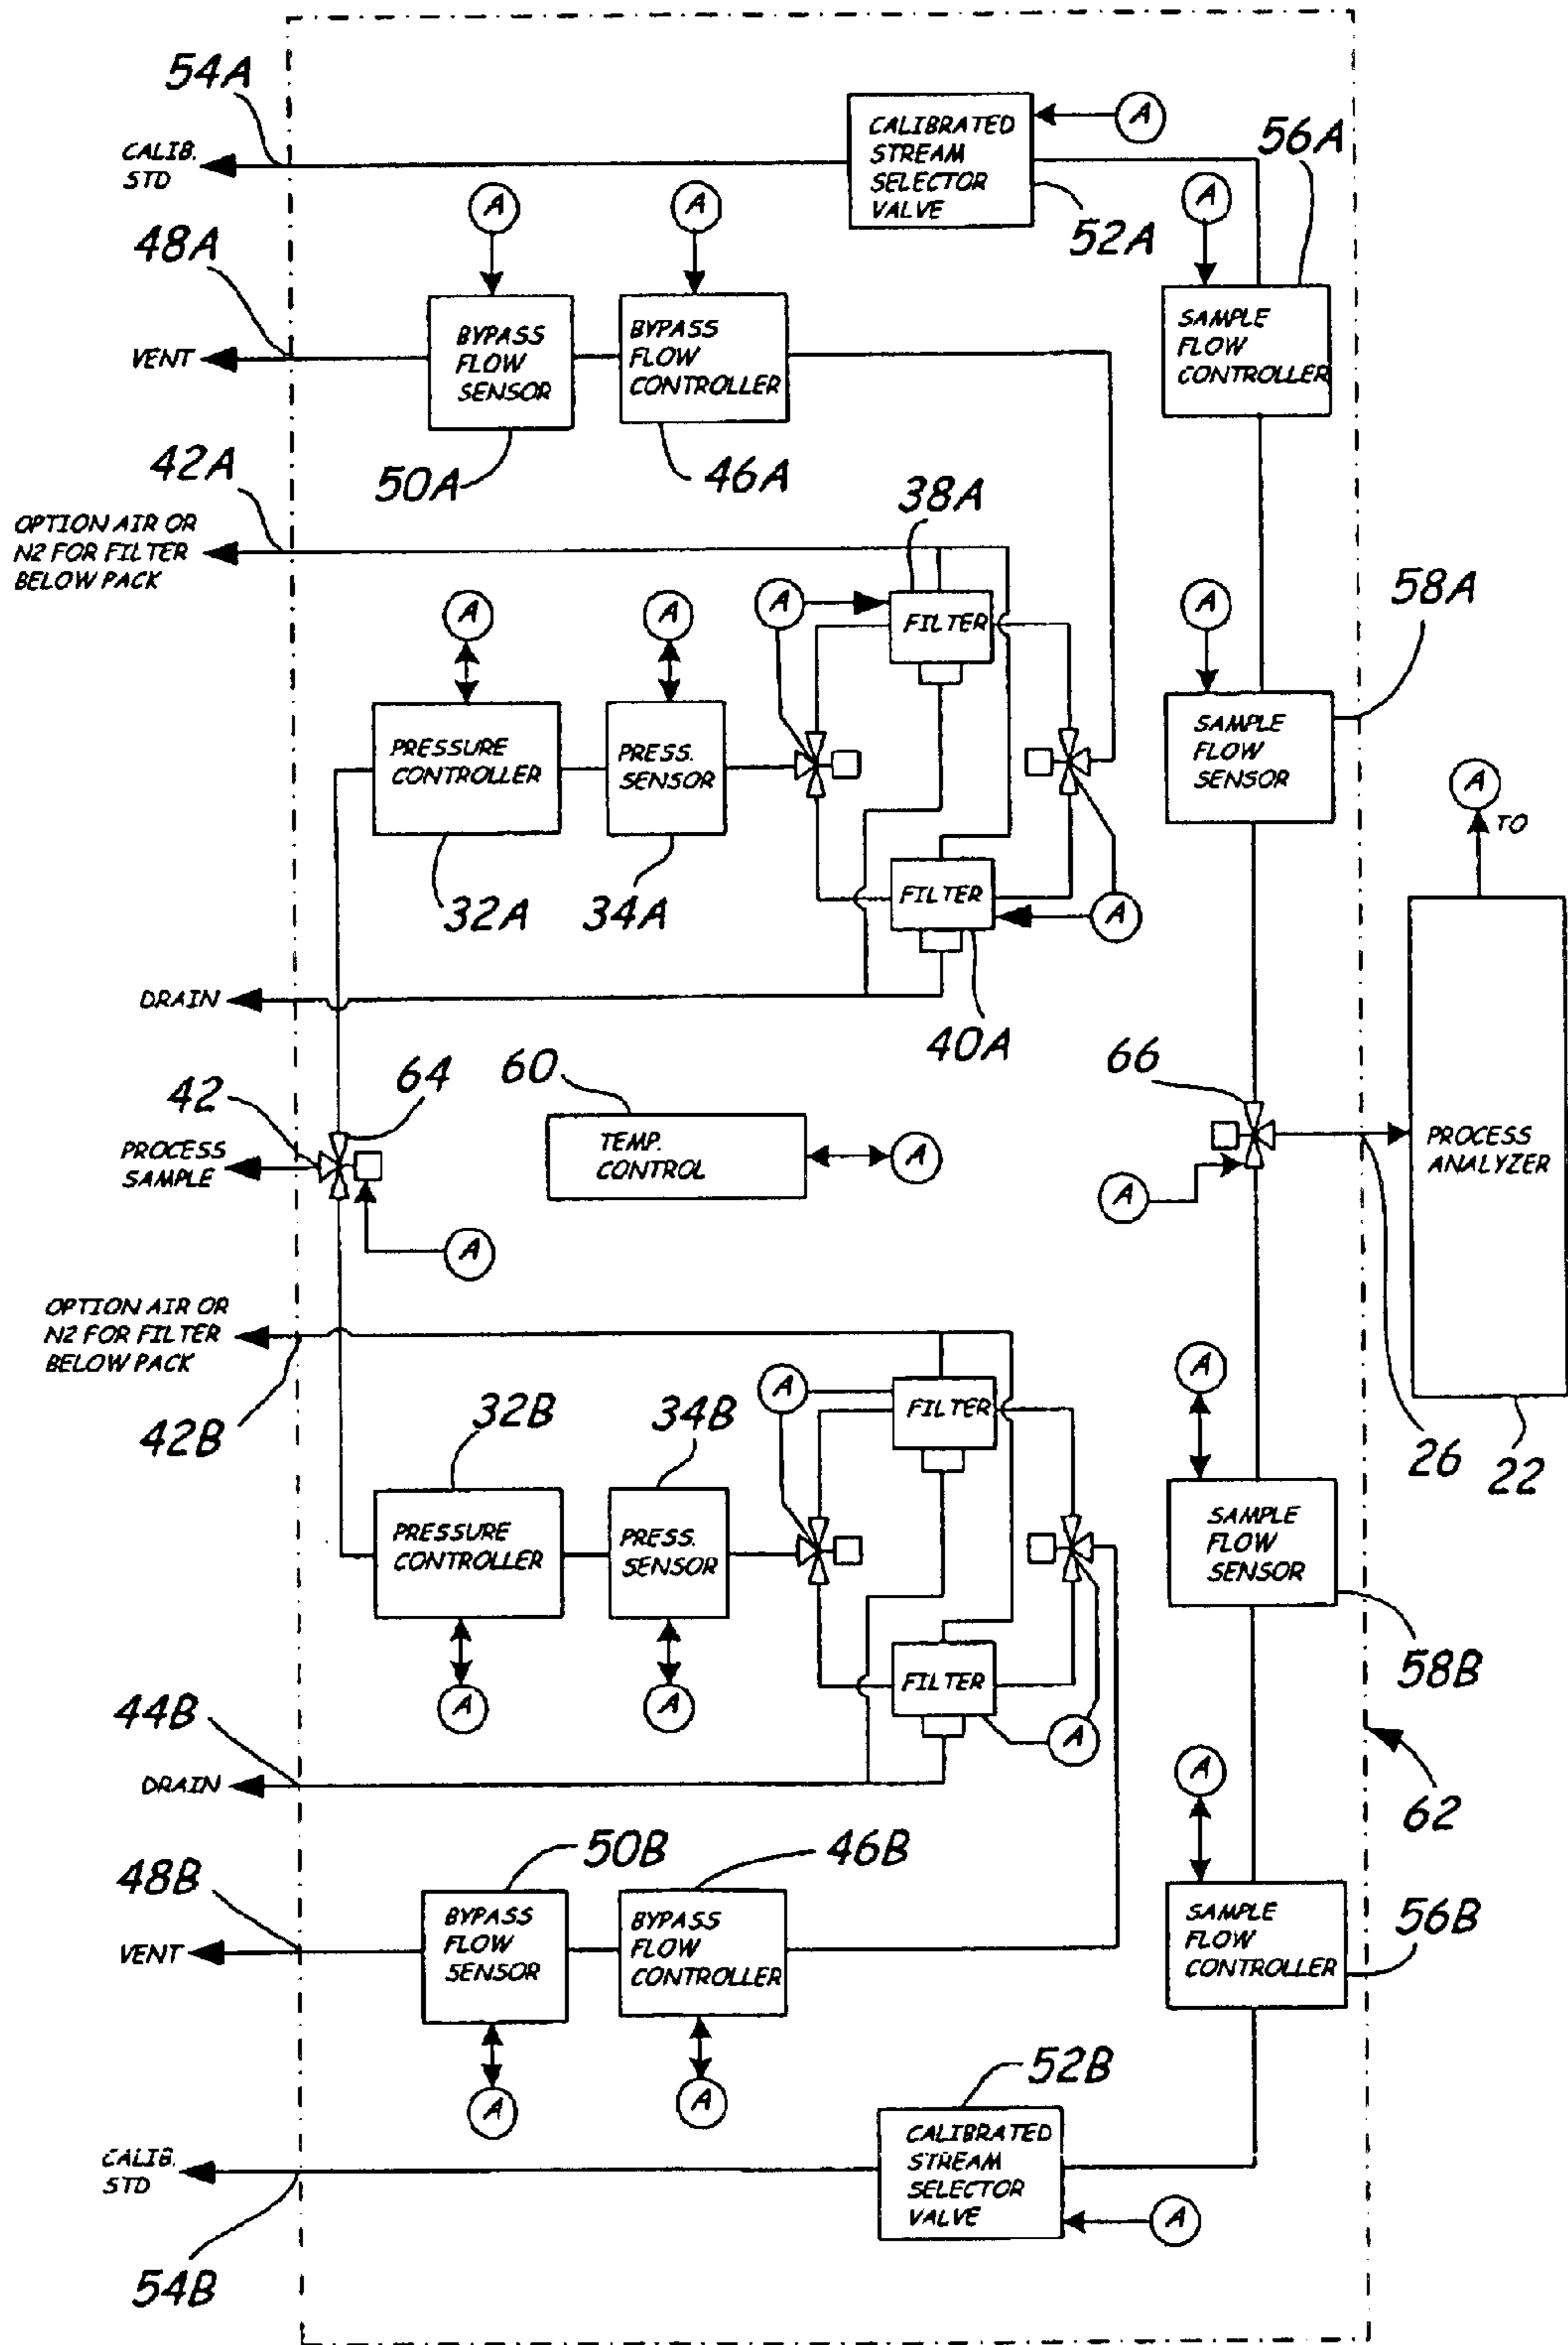 54A
CALIB.
STD
A
CALIBRATED
STREAM
SELECTOR
VALVE
52A
56A
A
A
A
48A
VENT
BYPASS
FLOW
SENSOR
50A
BYPASS
FLOW
CONTROLLER
46A
SAMPLE
FLOW
CONTROLLER
42A
OPTION AIR OR
N2 FOR FILTER
BELOW PACK
38A
A
A
A
FILTER
A
58A
PRESSURE
CONTROLLER
32A
PRESS.
SENSOR
34A
SAMPLE
FLOW
SENSOR
A
TO
FILTER
A
40A
DRAIN
42
64
PROCESS
SAMPLE
A
60
TEMP.
CONTROL
A
66
A
PROCESS
ANALYZER
26
22
OPTION AIR OR
N2 FOR FILTER
BELOW PACK
42B
32B
34B
A
FILTER
A
PRESSURE
CONTROLLER
PRESS.
SENSOR
SAMPLE
FLOW
SENSOR
58B
A
A
FILTER
A
44B
DRAIN
A
62
48B
VENT
50B
46B
BYPASS
FLOW
SENSOR
BYPASS
FLOW
CONTROLLER
SAMPLE
FLOW
CONTROLLER
56B
A
A
52B
CALIB.
STD
54B
CALIBRATED
STREAM
SELECTOR
VALVE
A